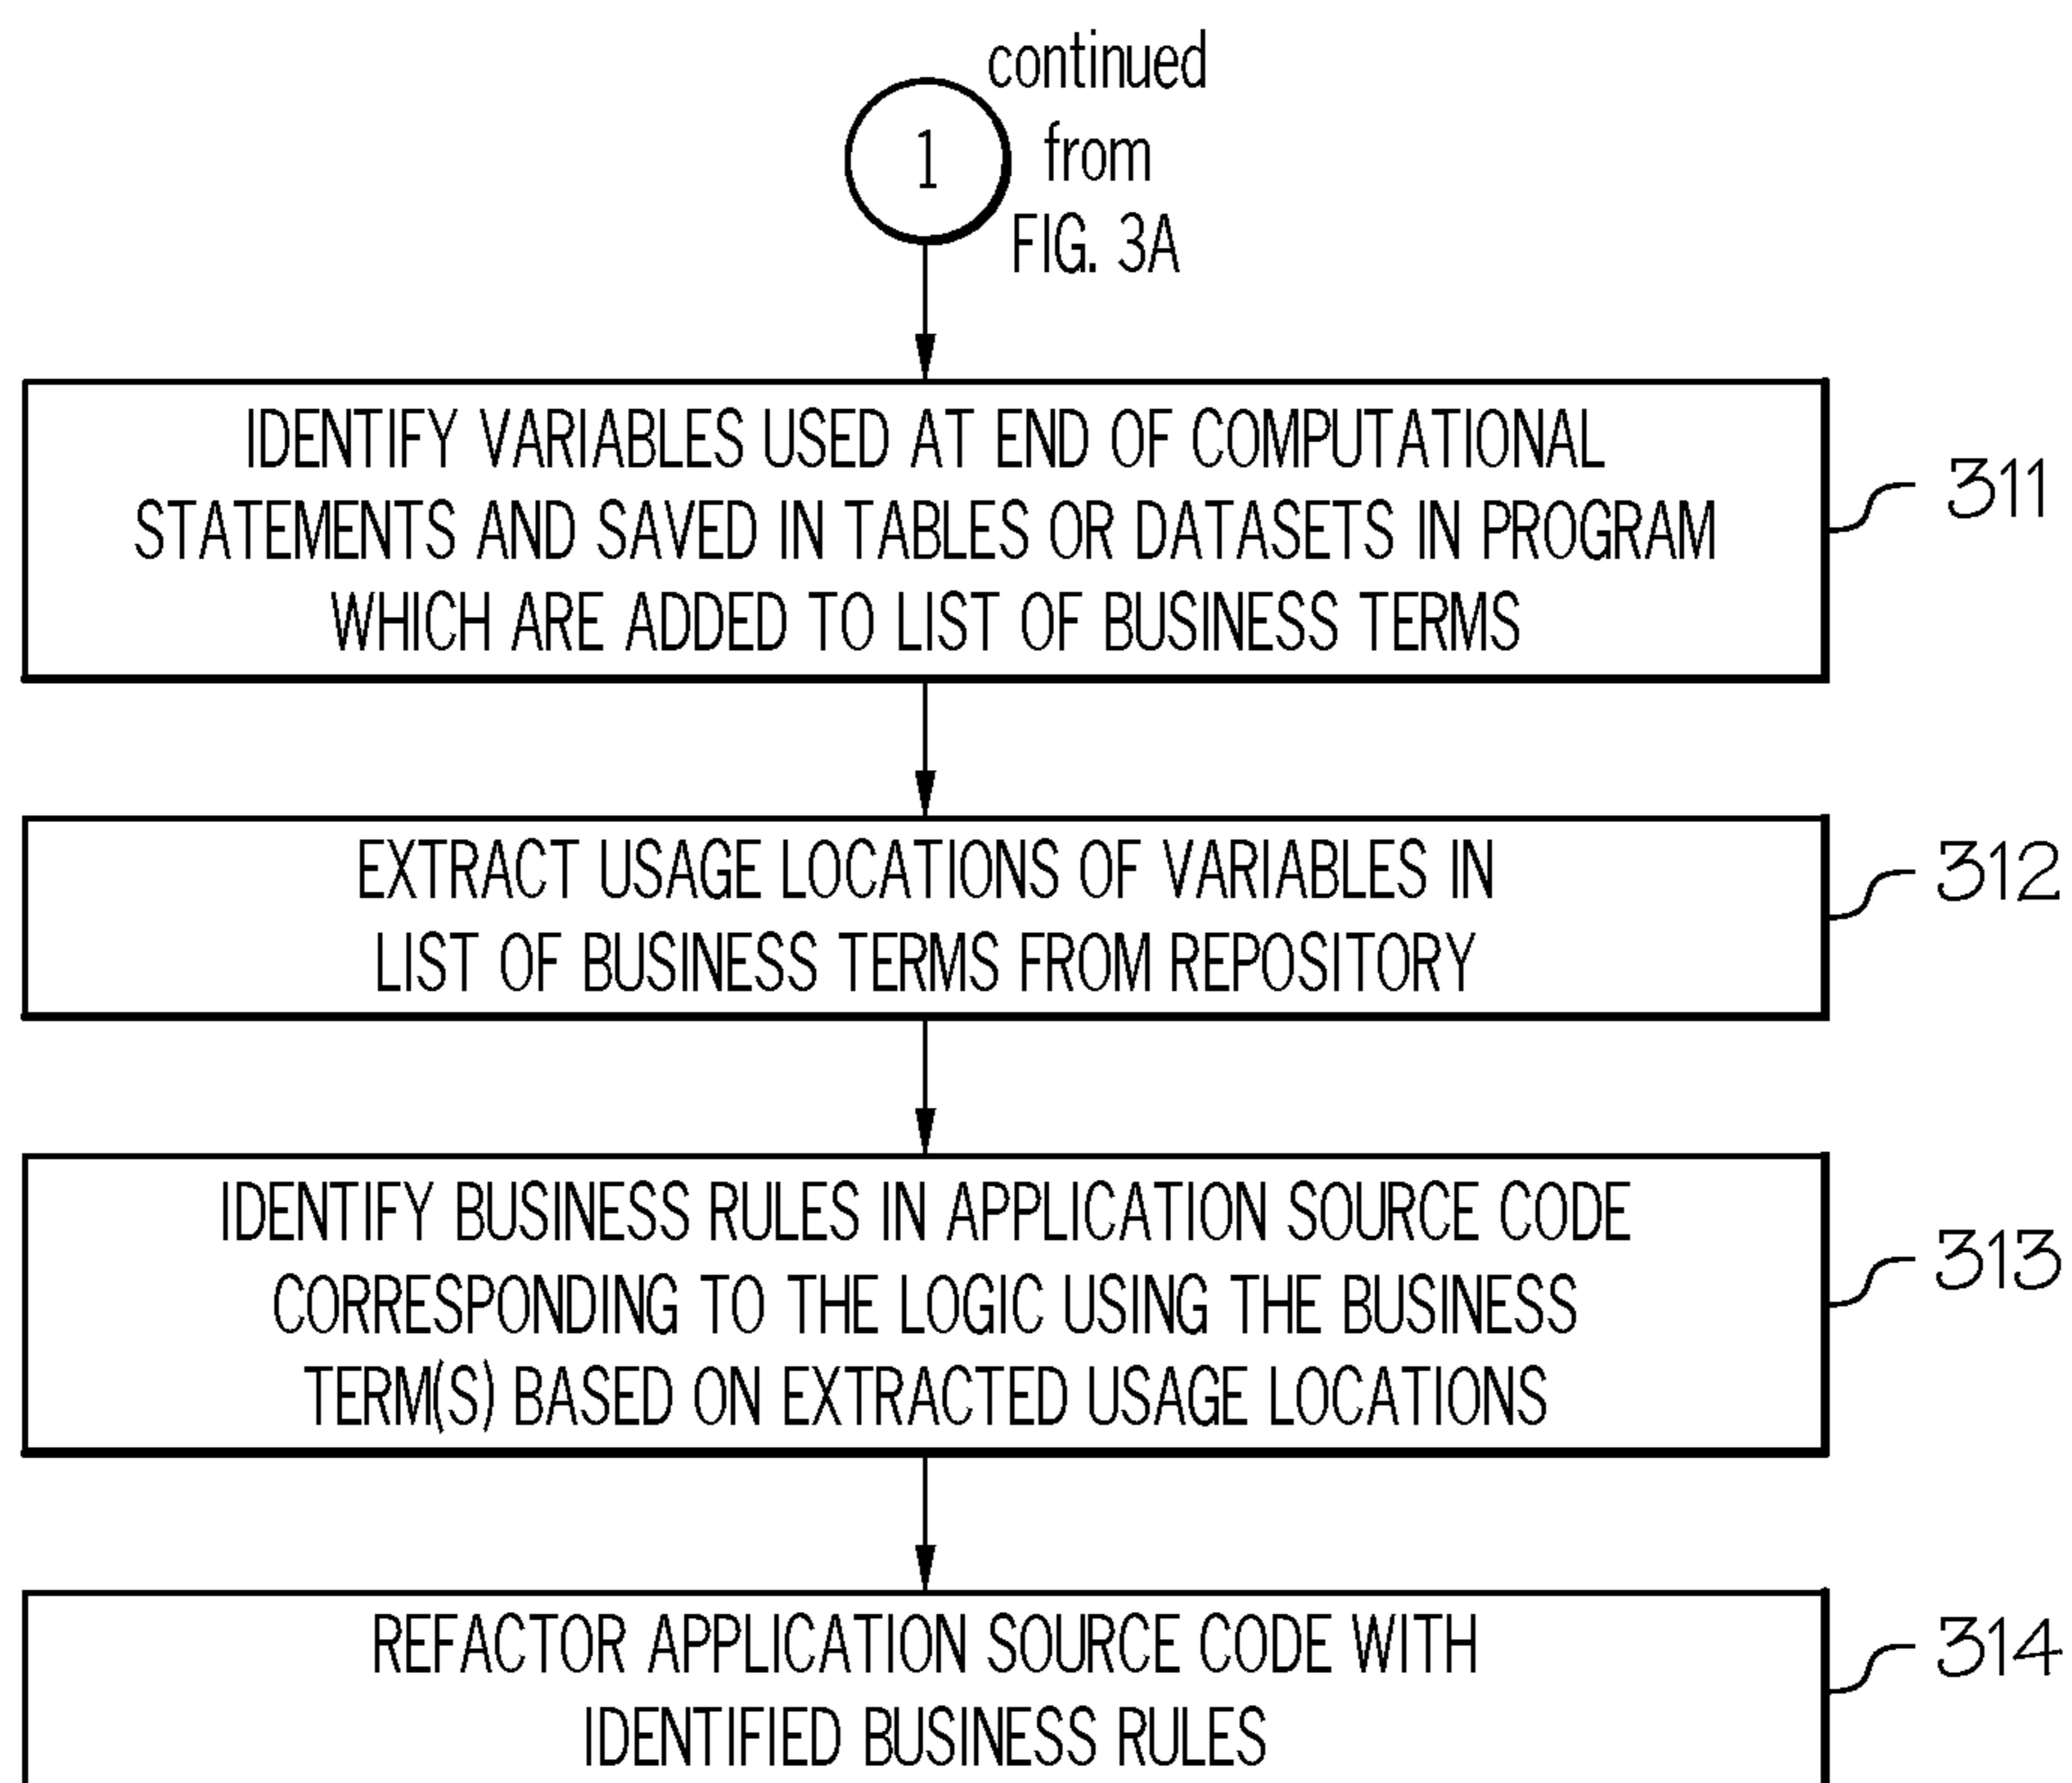 continued
from
FIG. 3A
1
IDENTIFY VARIABLES USED AT END OF COMPUTATIONAL
STATEMENTS AND SAVED IN TABLES OR DATASETS IN PROGRAM
WHICH ARE ADDED TO LIST OF BUSINESS TERMS
311
EXTRACT USAGE LOCATIONS OF VARIABLES IN
LIST OF BUSINESS TERMS FROM REPOSITORY
312
IDENTIFY BUSINESS RULES IN APPLICATION SOURCE CODE
CORRESPONDING TO THE LOGIC USING THE BUSINESS
TERM(S) BASED ON EXTRACTED USAGE LOCATIONS
313
REFACTOR APPLICATION SOURCE CODE WITH
IDENTIFIED BUSINESS RULES
314